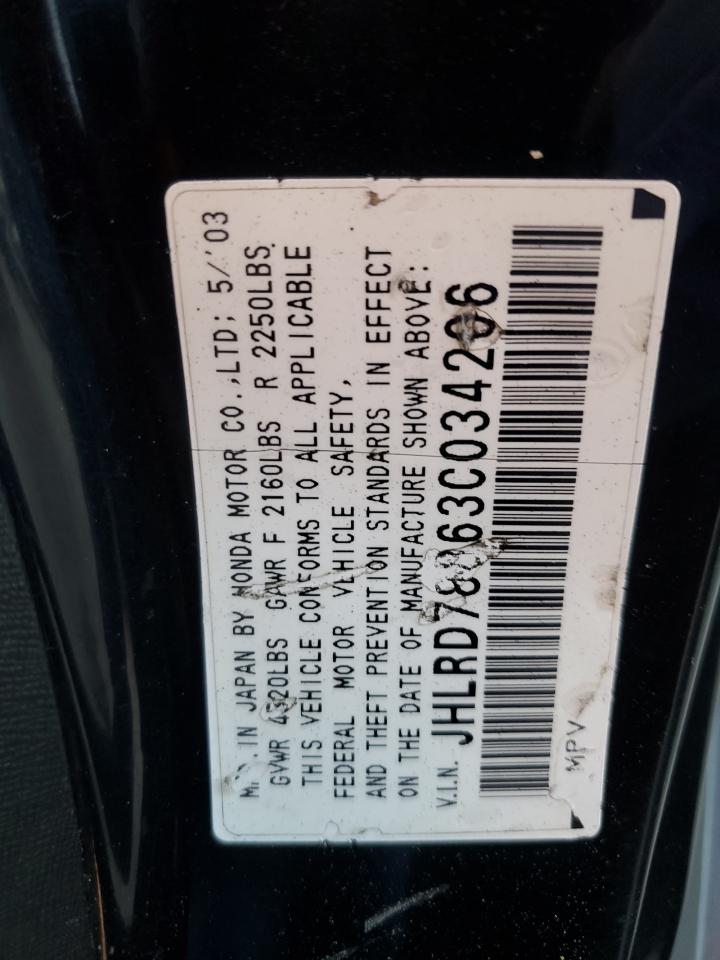 MFD. IN JAPAN BY HONDA MOTOR CO.,LTD; 5/'03
GVWR 4320LBS GAWR F 2160LBS R 2250LBS.
THIS VEHICLE CONFORMS TO ALL APPLICABLE
FEDERAL MOTOR VEHICLE SAFETY,
AND THEFT PREVENTION STANDARDS IN EFFECT
ON THE DATE OF MANUFACTURE SHOWN ABOVE:
V.I.N. JHLRD78863C034206
MPV